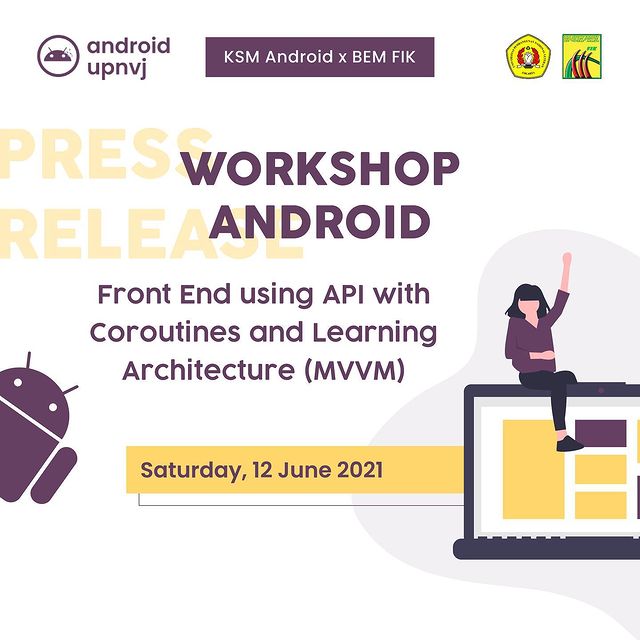 android
upnvj
KSM Android x BEM FIK
PRESS
RELEASE
WORKSHOP
ANDROID
Front End using API with
Coroutines and Learning
Architecture (MVVM)
Saturday, 12 June 2021